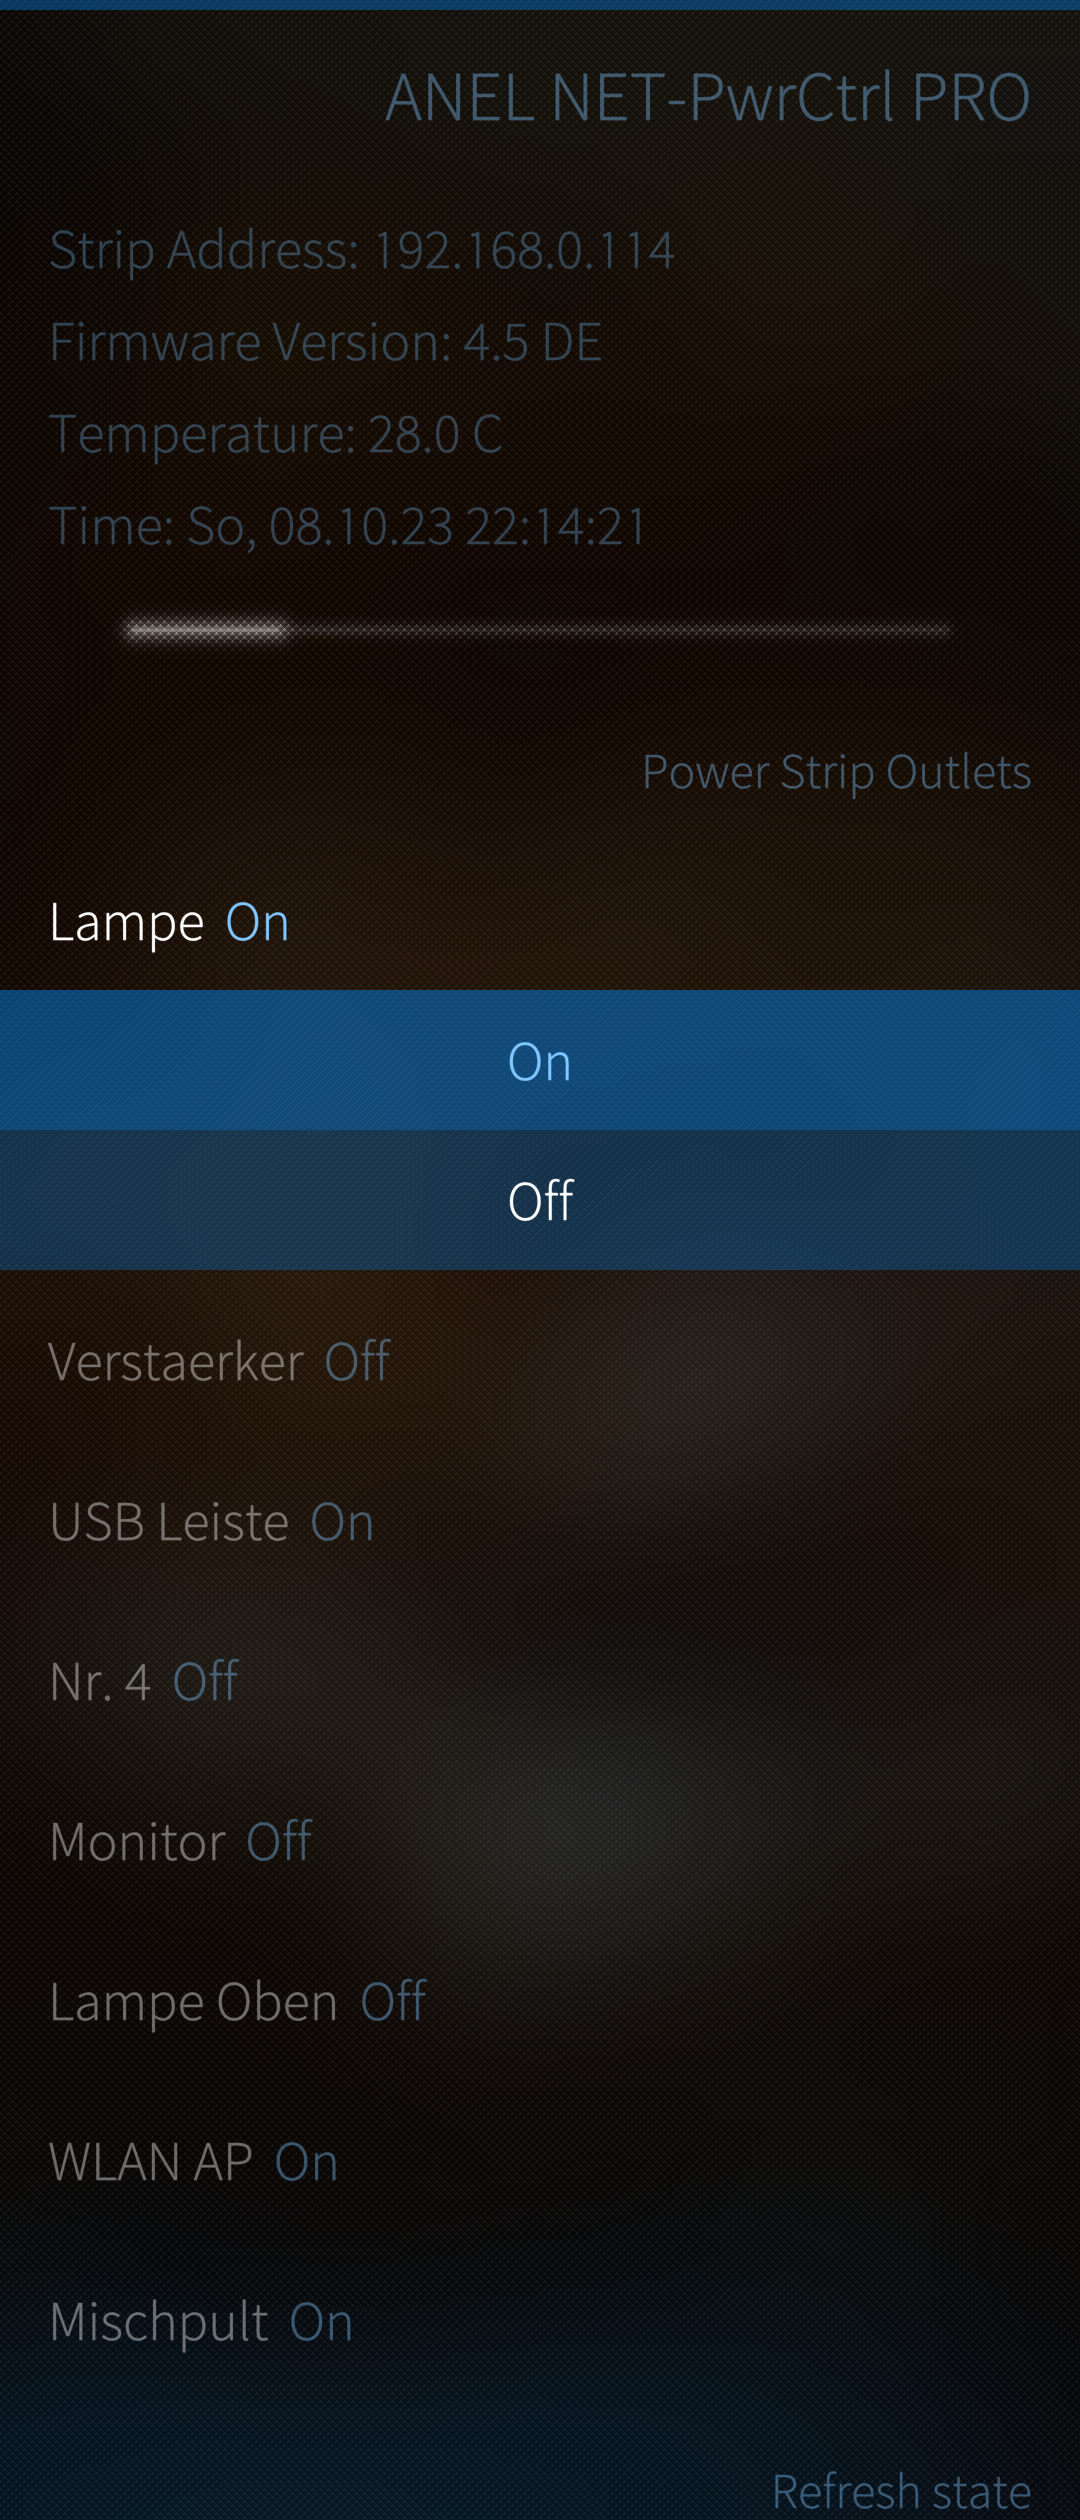 ANEL NET-PwrCtrl PRO
Strip Address: 192.168.0.114
Firmware Version: 4.5 DE
Temperature: 28.0 C
Time: So, 08.10.23 22:14:21
Power Strip Outlets
Lampe On
On
Off
Verstaerker Off
USB Leiste On
Nr. 4 Off
Monitor Off
Lampe Oben Off
WLAN AP On
Mischpult On
Refresh state